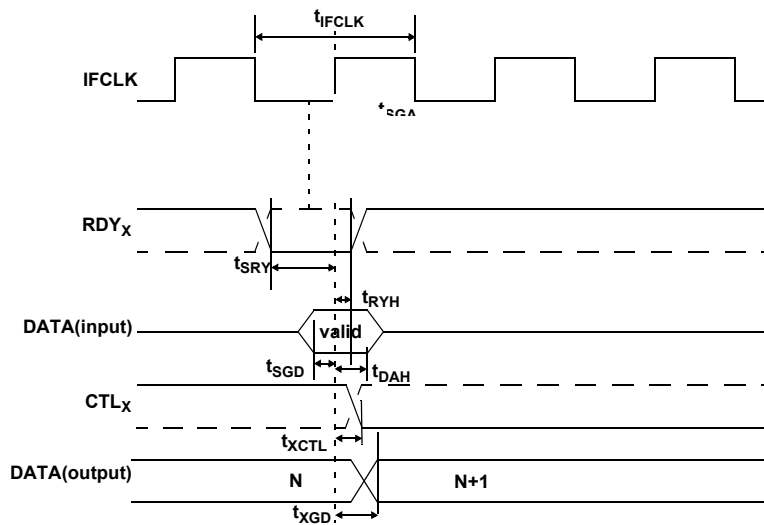 tIFCLK
IFCLK
tSGA
RDYX
tSRY
tRYH
DATA(input)
valid
tSGD
tDAH
CTLX
tXCTL
DATA(output)
N
N+1
tXGD